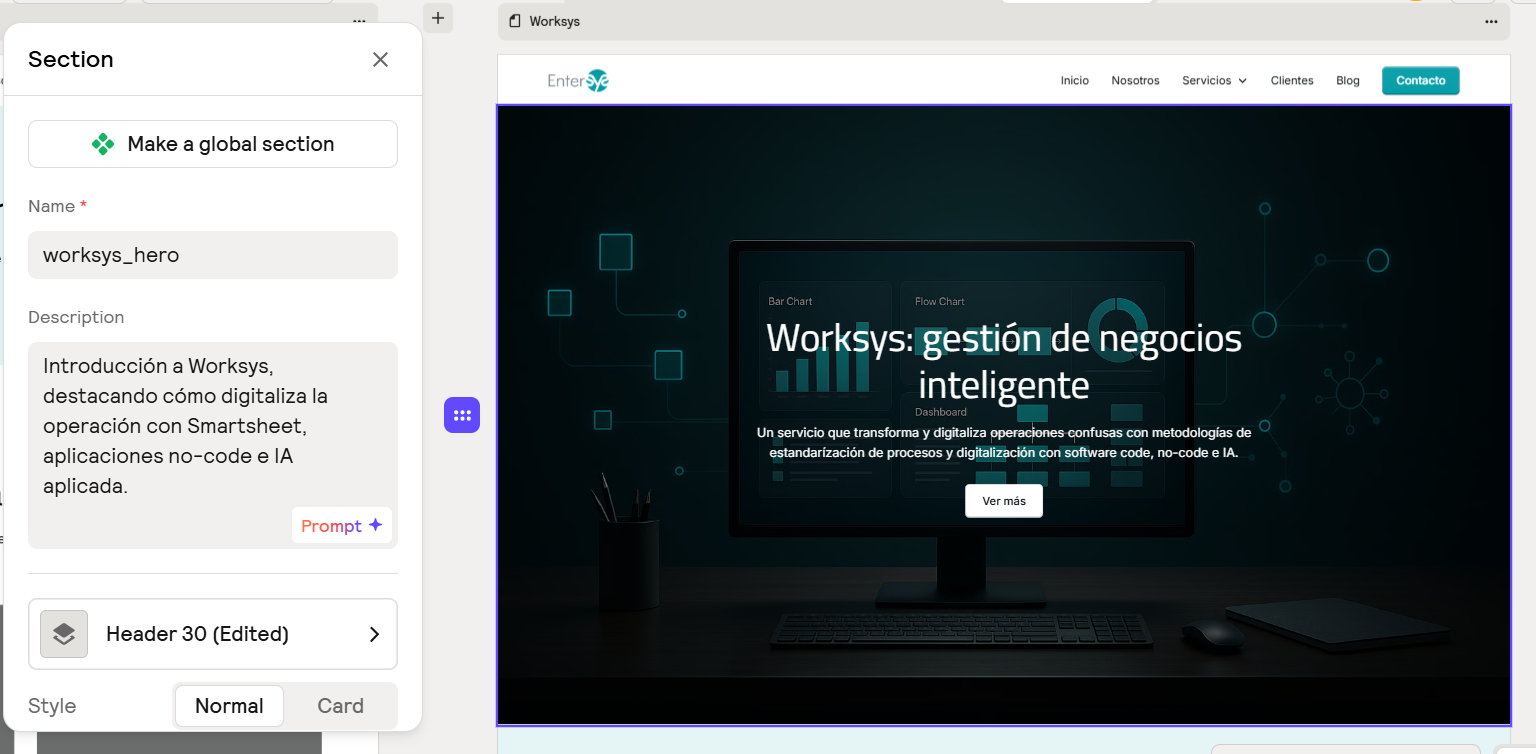 Section
Make a global section
Name *
worksys_hero
Description
Introducción a Worksys,
destacando cómo digitaliza la
operación con Smartsheet,
aplicaciones no-code e IA
aplicada.
Prompt
Header 30 (Edited)
Style
Normal
Card
Worksys
Entersys
Inicio
Nosotros
Servicios
Clientes
Blog
Contacto
Bar Chart
Flow Chart
Worksys: gestión de negocios
inteligente
Dashboard
Un servicio que transforma y digitaliza operaciones confusas con metodologías de
estandarización de procesos y digitalización con software code, no-code e IA.
Ver más